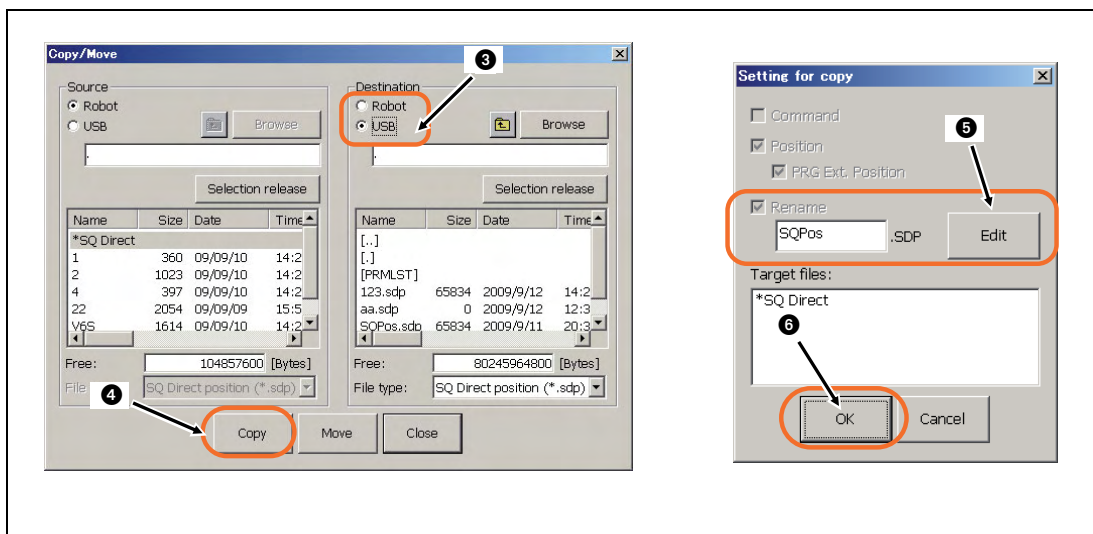 Copy/Move
❸
Source
Robot
USB
Browse
.
Selection release
Name Size Date Time
*SQ Direct
1 360 09/09/10 14:2
2 1023 09/09/10 14:2
4 397 09/09/10 14:2
22 2054 09/09/09 15:5
V6S 1614 09/09/10 14:2
Free: 104857600 [Bytes]
File SQ Direct position (*.sdp)
❹
Destination
Robot
USB
Browse
.
Selection release
Name Size Date Time
[..]
[.]
[PRMLST]
123.sdp 65834 2009/9/12 14:2
aa.sdp 0 2009/9/12 12:3
SQPos.sdp 65834 2009/9/11 20:3
Free: 80245964800 [Bytes]
File type: SQ Direct position (*.sdp)
Copy Move Close
Setting for copy
Command
❺
Position
PRG Ext. Position
Rename
SQPos .SDP Edit
Target files:
*SQ Direct
❻
OK Cancel